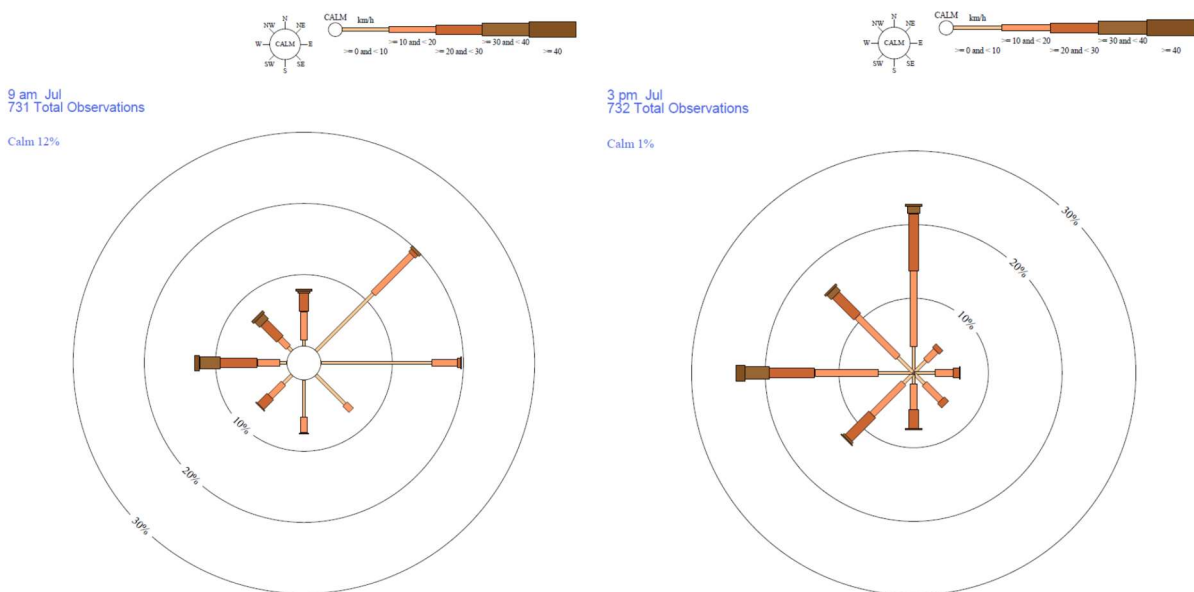 N
NW NE
W CALM E
SW SE
S
CALM km/h
>= 10 and < 20 >= 30 and < 40
>= 0 and < 10 >= 20 and < 30 >= 40
9 am Jul
731 Total Observations
Calm 12%
10%
20%
30%
N
NW NE
W CALM E
SW SE
S
CALM km/h
>= 10 and < 20 >= 30 and < 40
>= 0 and < 10 >= 20 and < 30 >= 40
3 pm Jul
732 Total Observations
Calm 1%
30%
20%
10%